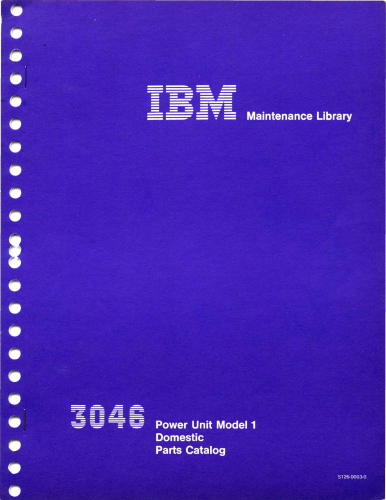 IBM Maintenance Library
3046 Power Unit Model 1
Domestic
Parts Catalog
S126-0003-0